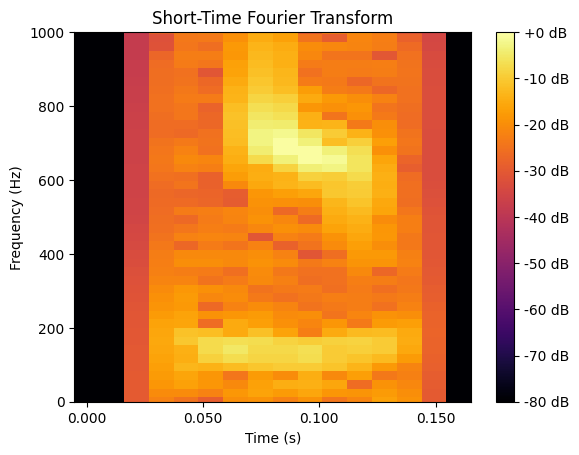 Short-Time Fourier Transform
Frequency (Hz)
1000
800
600
400
200
0
0.000
0.050
0.100
0.150
Time (s)
+0 dB
-10 dB
-20 dB
-30 dB
-40 dB
-50 dB
-60 dB
-70 dB
-80 dB